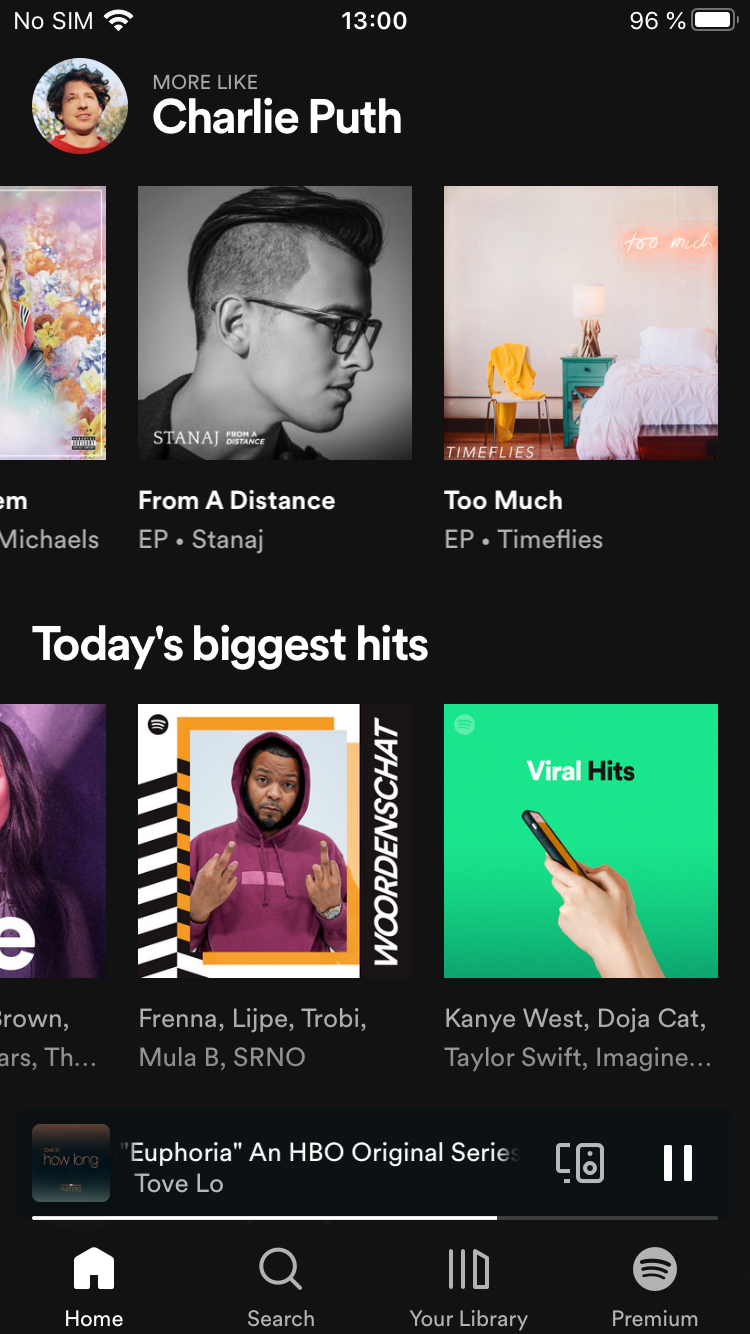 No SIM 13:00 96 %
MORE LIKE
Charlie Puth
too much
STANAJ FROM A DISTANCE
TIMEFLIES
em
From A Distance
Too Much
Michaels
EP • Stanaj
EP • Timeflies
Today's biggest hits
e
WOORDENSCHAT
Viral Hits
Brown,
Frenna, Lijpe, Trobi,
Kanye West, Doja Cat,
ars, Th...
Mula B, SRNO
Taylor Swift, Imagine...
how long
"Euphoria" An HBO Original Series
Tove Lo
Home
Search
Your Library
Premium